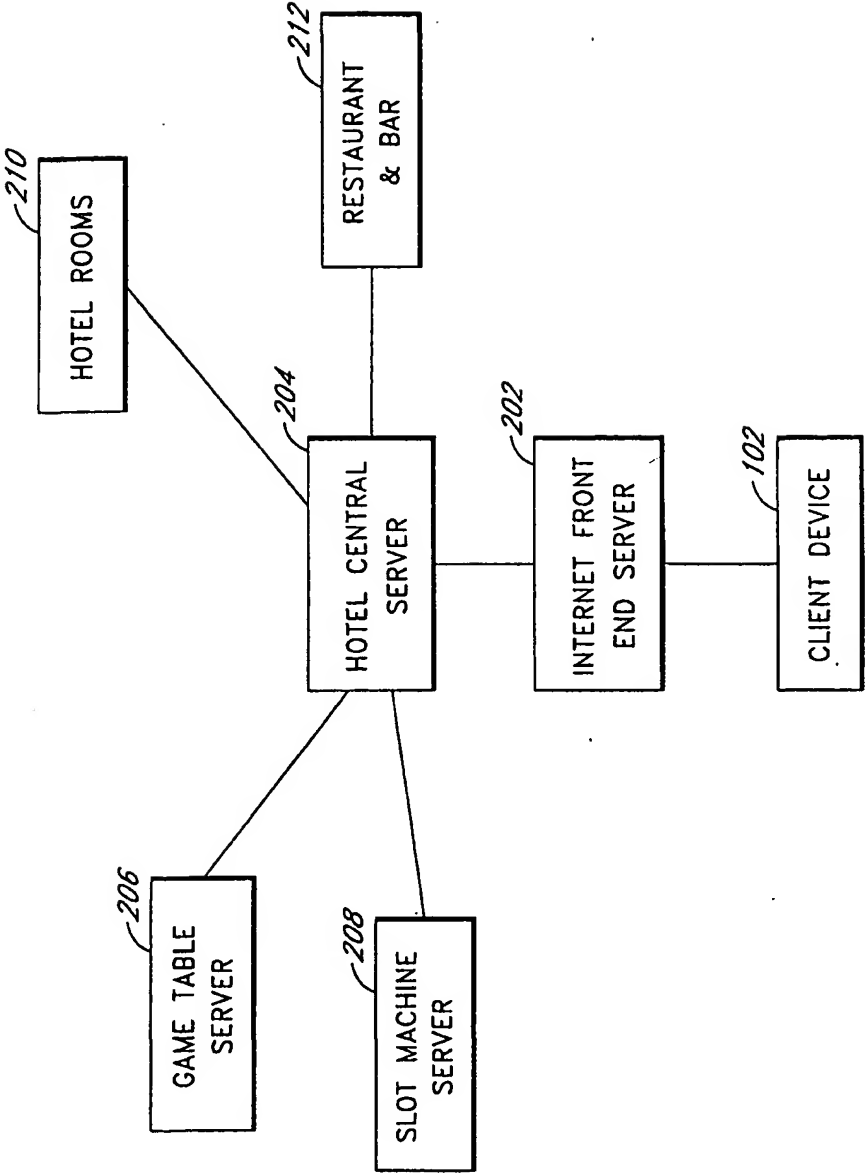 210
HOTEL ROOMS
212
RESTAURANT
& BAR
204
HOTEL CENTRAL
SERVER
206
GAME TABLE
SERVER
208
SLOT MACHINE
SERVER
202
INTERNET FRONT
END SERVER
102
CLIENT DEVICE